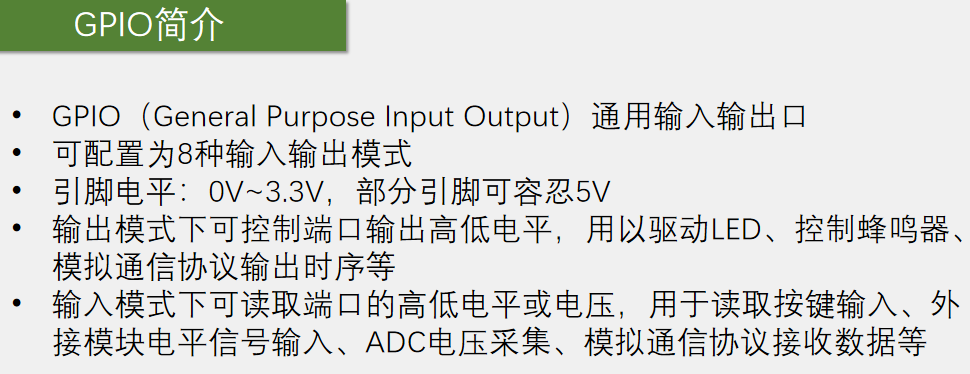 GPIO简介
• GPIO（General Purpose Input Output）通用输入输出口
• 可配置为8种输入输出模式
• 引脚电平：0V~3.3V，部分引脚可容忍5V
• 输出模式下可控制端口输出高低电平，用以驱动LED、控制蜂鸣器、
模拟通信协议输出时序等
• 输入模式下可读取端口的高低电平或电压，用于读取按键输入、外
接模块电平信号输入、ADC电压采集、模拟通信协议接收数据等